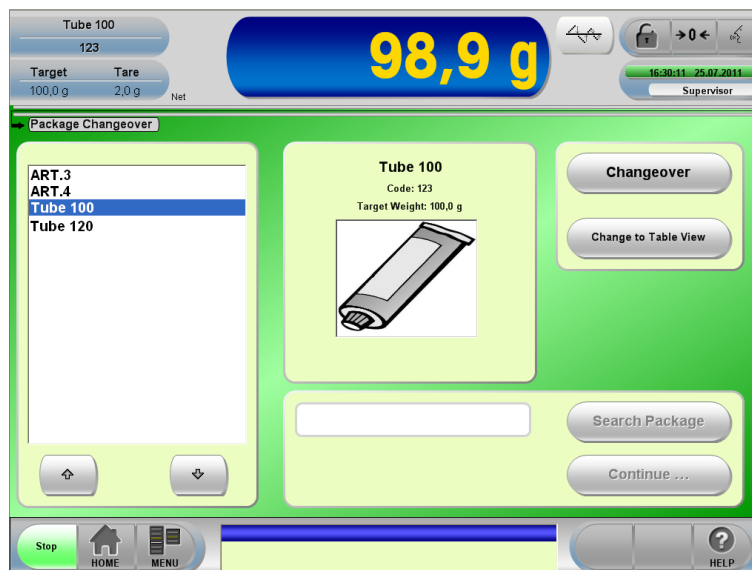 Tube 100
123
Target Tare
100,0 g 2,0 g Net
98,9 g
→0←
16:30:11 25.07.2011
Supervisor
Package Changeover
ART.3
ART.4
Tube 100
Tube 120
Tube 100
Code: 123
Target Weight: 100,0 g
Changeover
Change to Table View
Search Package
Continue ...
Stop
HOME
MENU
?
HELP